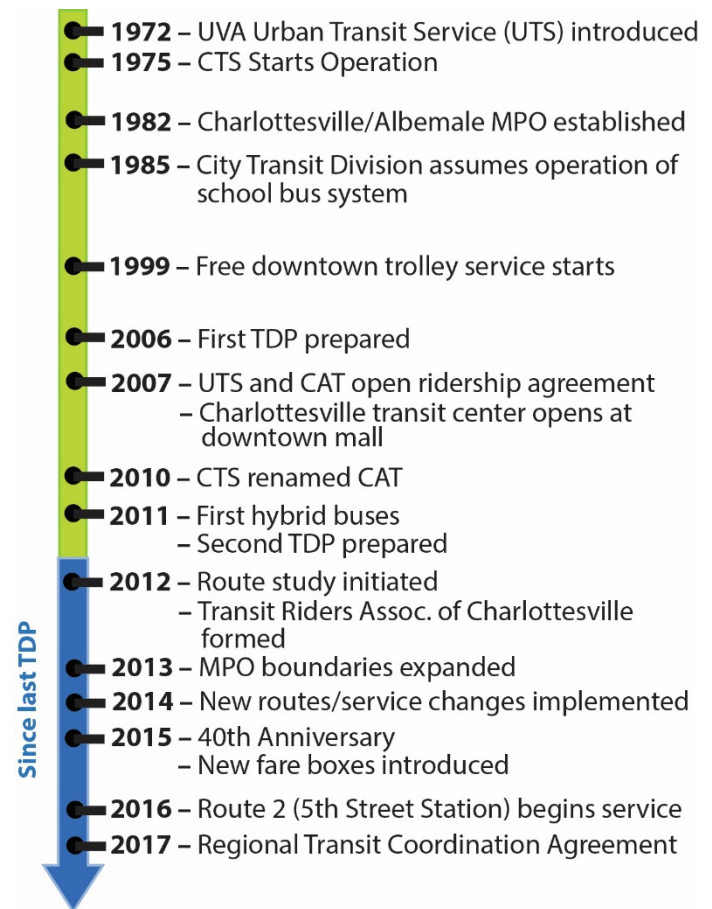 1972 – UVA Urban Transit Service (UTS) introduced
1975 – CTS Starts Operation
1982 – Charlottesville/Albemale MPO established
1985 – City Transit Division assumes operation of
school bus system
1999 – Free downtown trolley service starts
2006 – First TDP prepared
2007 – UTS and CAT open ridership agreement
– Charlottesville transit center opens at
downtown mall
2010 – CTS renamed CAT
2011 – First hybrid buses
– Second TDP prepared
2012 – Route study initiated
– Transit Riders Assoc. of Charlottesville
formed
2013 – MPO boundaries expanded
2014 – New routes/service changes implemented
2015 – 40th Anniversary
– New fare boxes introduced
2016 – Route 2 (5th Street Station) begins service
2017 – Regional Transit Coordination Agreement
Since last TDP